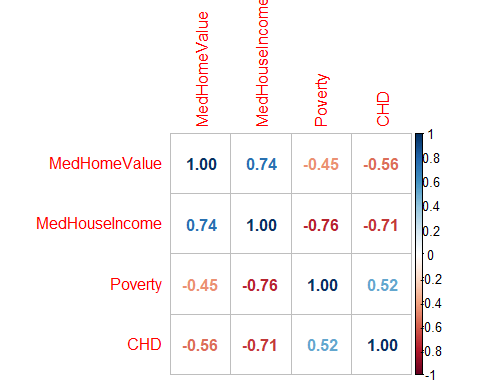 MedHomeValue
MedHouseIncome
Poverty
CHD
MedHomeValue 1.00 0.74 -0.45 -0.56
MedHouseIncome 0.74 1.00 -0.76 -0.71
Poverty -0.45 -0.76 1.00 0.52
CHD -0.56 -0.71 0.52 1.00
1
0.8
0.6
0.4
0.2
0
-0.2
-0.4
-0.6
-0.8
-1